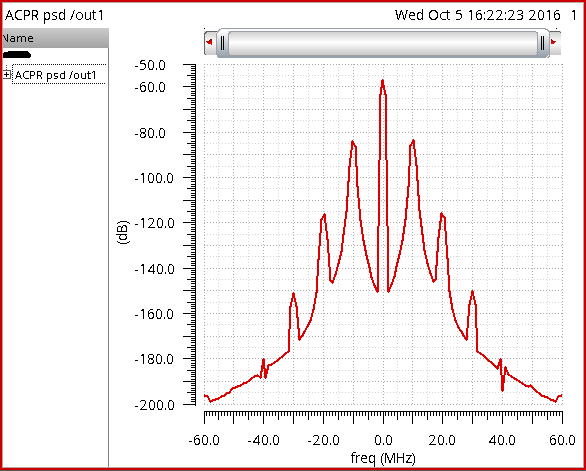 ACPR psd /out1 Wed Oct 5 16:22:23 2016 1
Name
ACPR psd /out1
-50.0
-60.0
-80.0
-100.0
-120.0
-140.0
-160.0
-180.0
-200.0
(dB)
-60.0 -40.0 -20.0 0.0 20.0 40.0 60.0
freq (MHz)